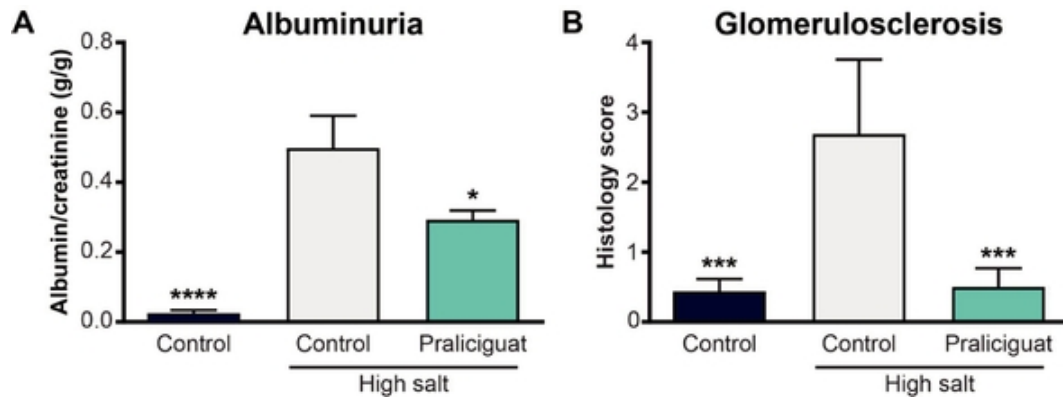 A
Albuminuria
Albumin/creatinine (g/g)
0.8
0.6
0.4
0.2
0.0
****
*
Control
Control
Praliciguat
High salt
B
Glomerulosclerosis
Histology score
4
3
2
1
0
***
***
Control
Control
Praliciguat
High salt